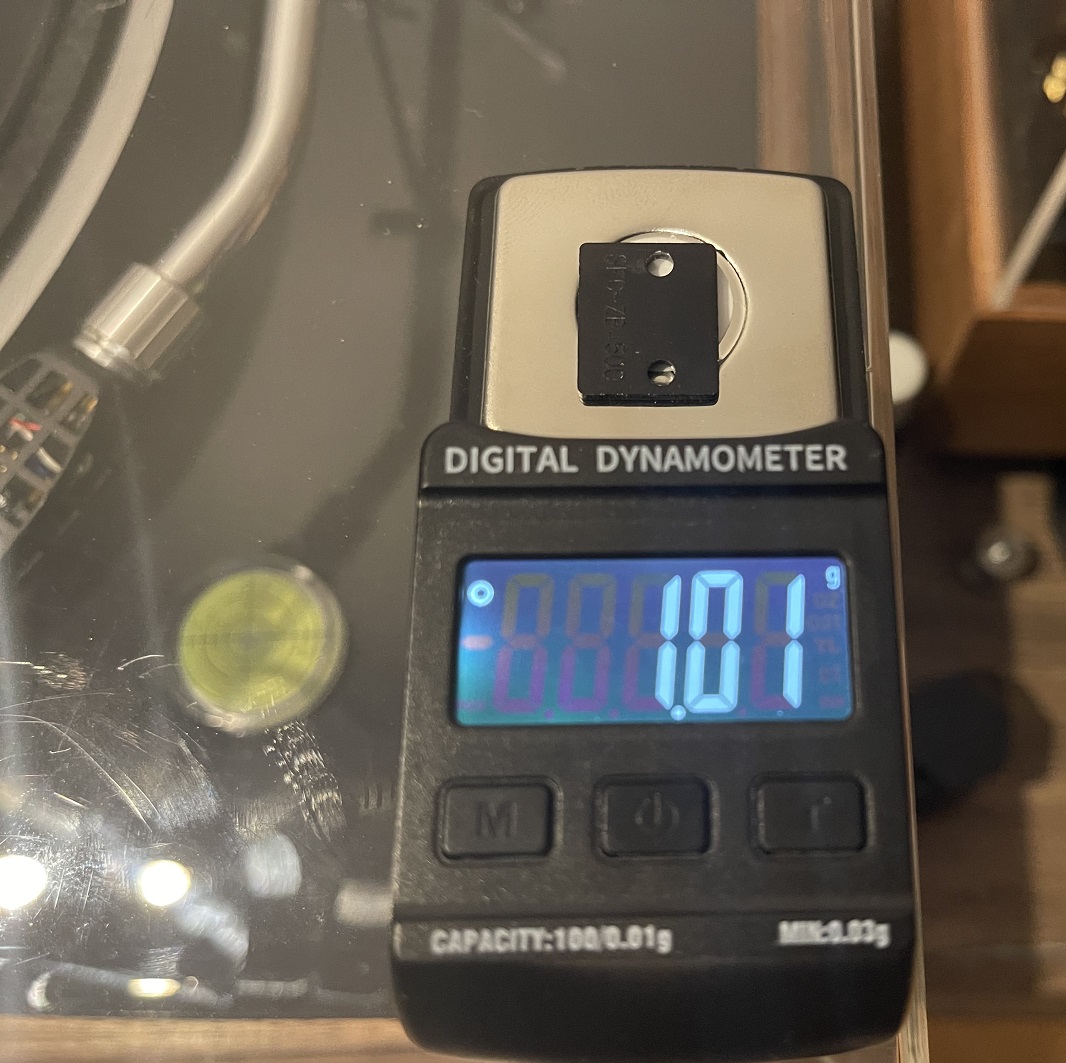 DIGITAL DYNAMOMETER
1.01 g
M T
CAPACITY:100/0.01g MIN:0.03g